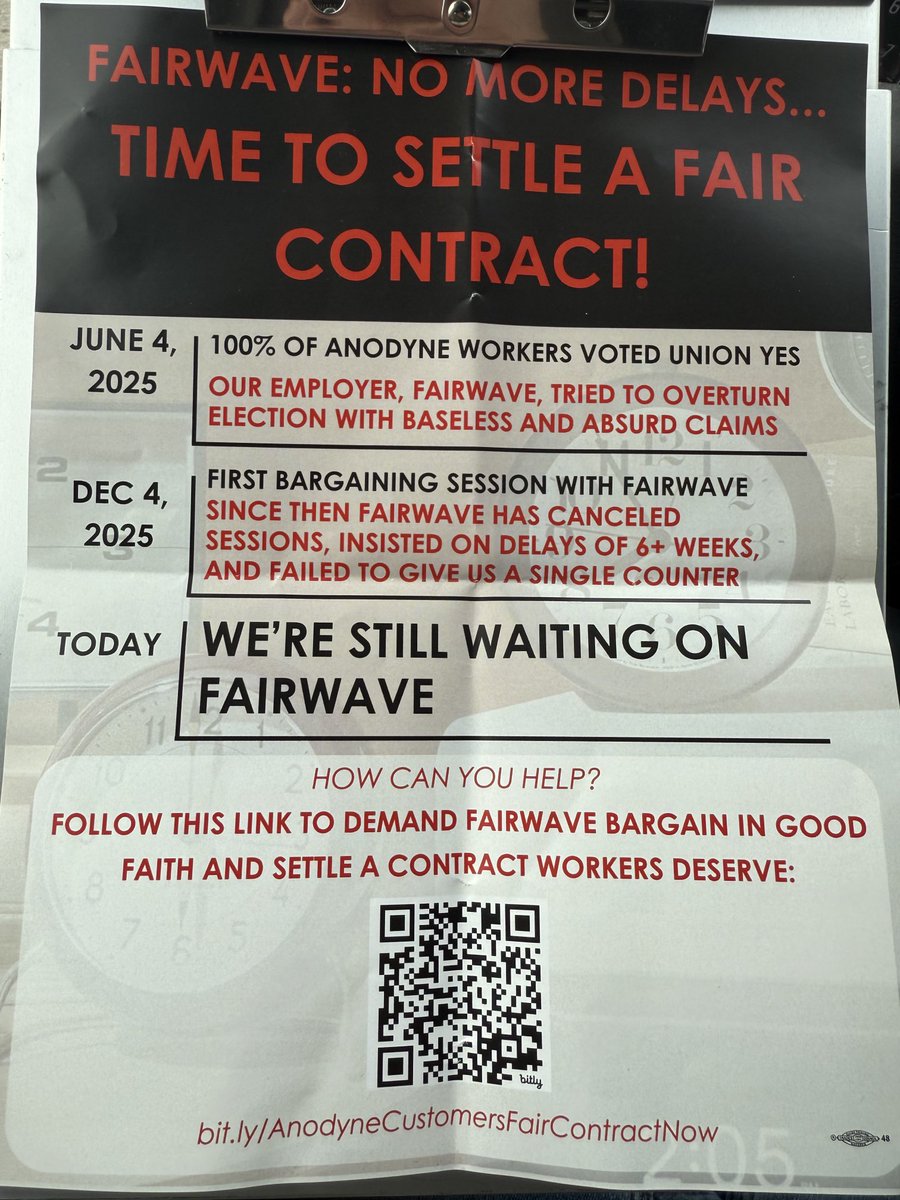 FAIRWAVE: NO MORE DELAYS...
TIME TO SETTLE A FAIR
CONTRACT!
JUNE 4,
2025
100% OF ANODYNE WORKERS VOTED UNION YES
OUR EMPLOYER, FAIRWAVE, TRIED TO OVERTURN
ELECTION WITH BASELESS AND ABSURD CLAIMS
DEC 4,
2025
FIRST BARGAINING SESSION WITH FAIRWAVE
SINCE THEN FAIRWAVE HAS CANCELED
SESSIONS, INSISTED ON DELAYS OF 6+ WEEKS,
AND FAILED TO GIVE US A SINGLE COUNTER
TODAY
WE'RE STILL WAITING ON
FAIRWAVE
HOW CAN YOU HELP?
FOLLOW THIS LINK TO DEMAND FAIRWAVE BARGAIN IN GOOD
FAITH AND SETTLE A CONTRACT WORKERS DESERVE:
bitly
bit.ly/AnodyneCustomersFairContractNow
48
2:05